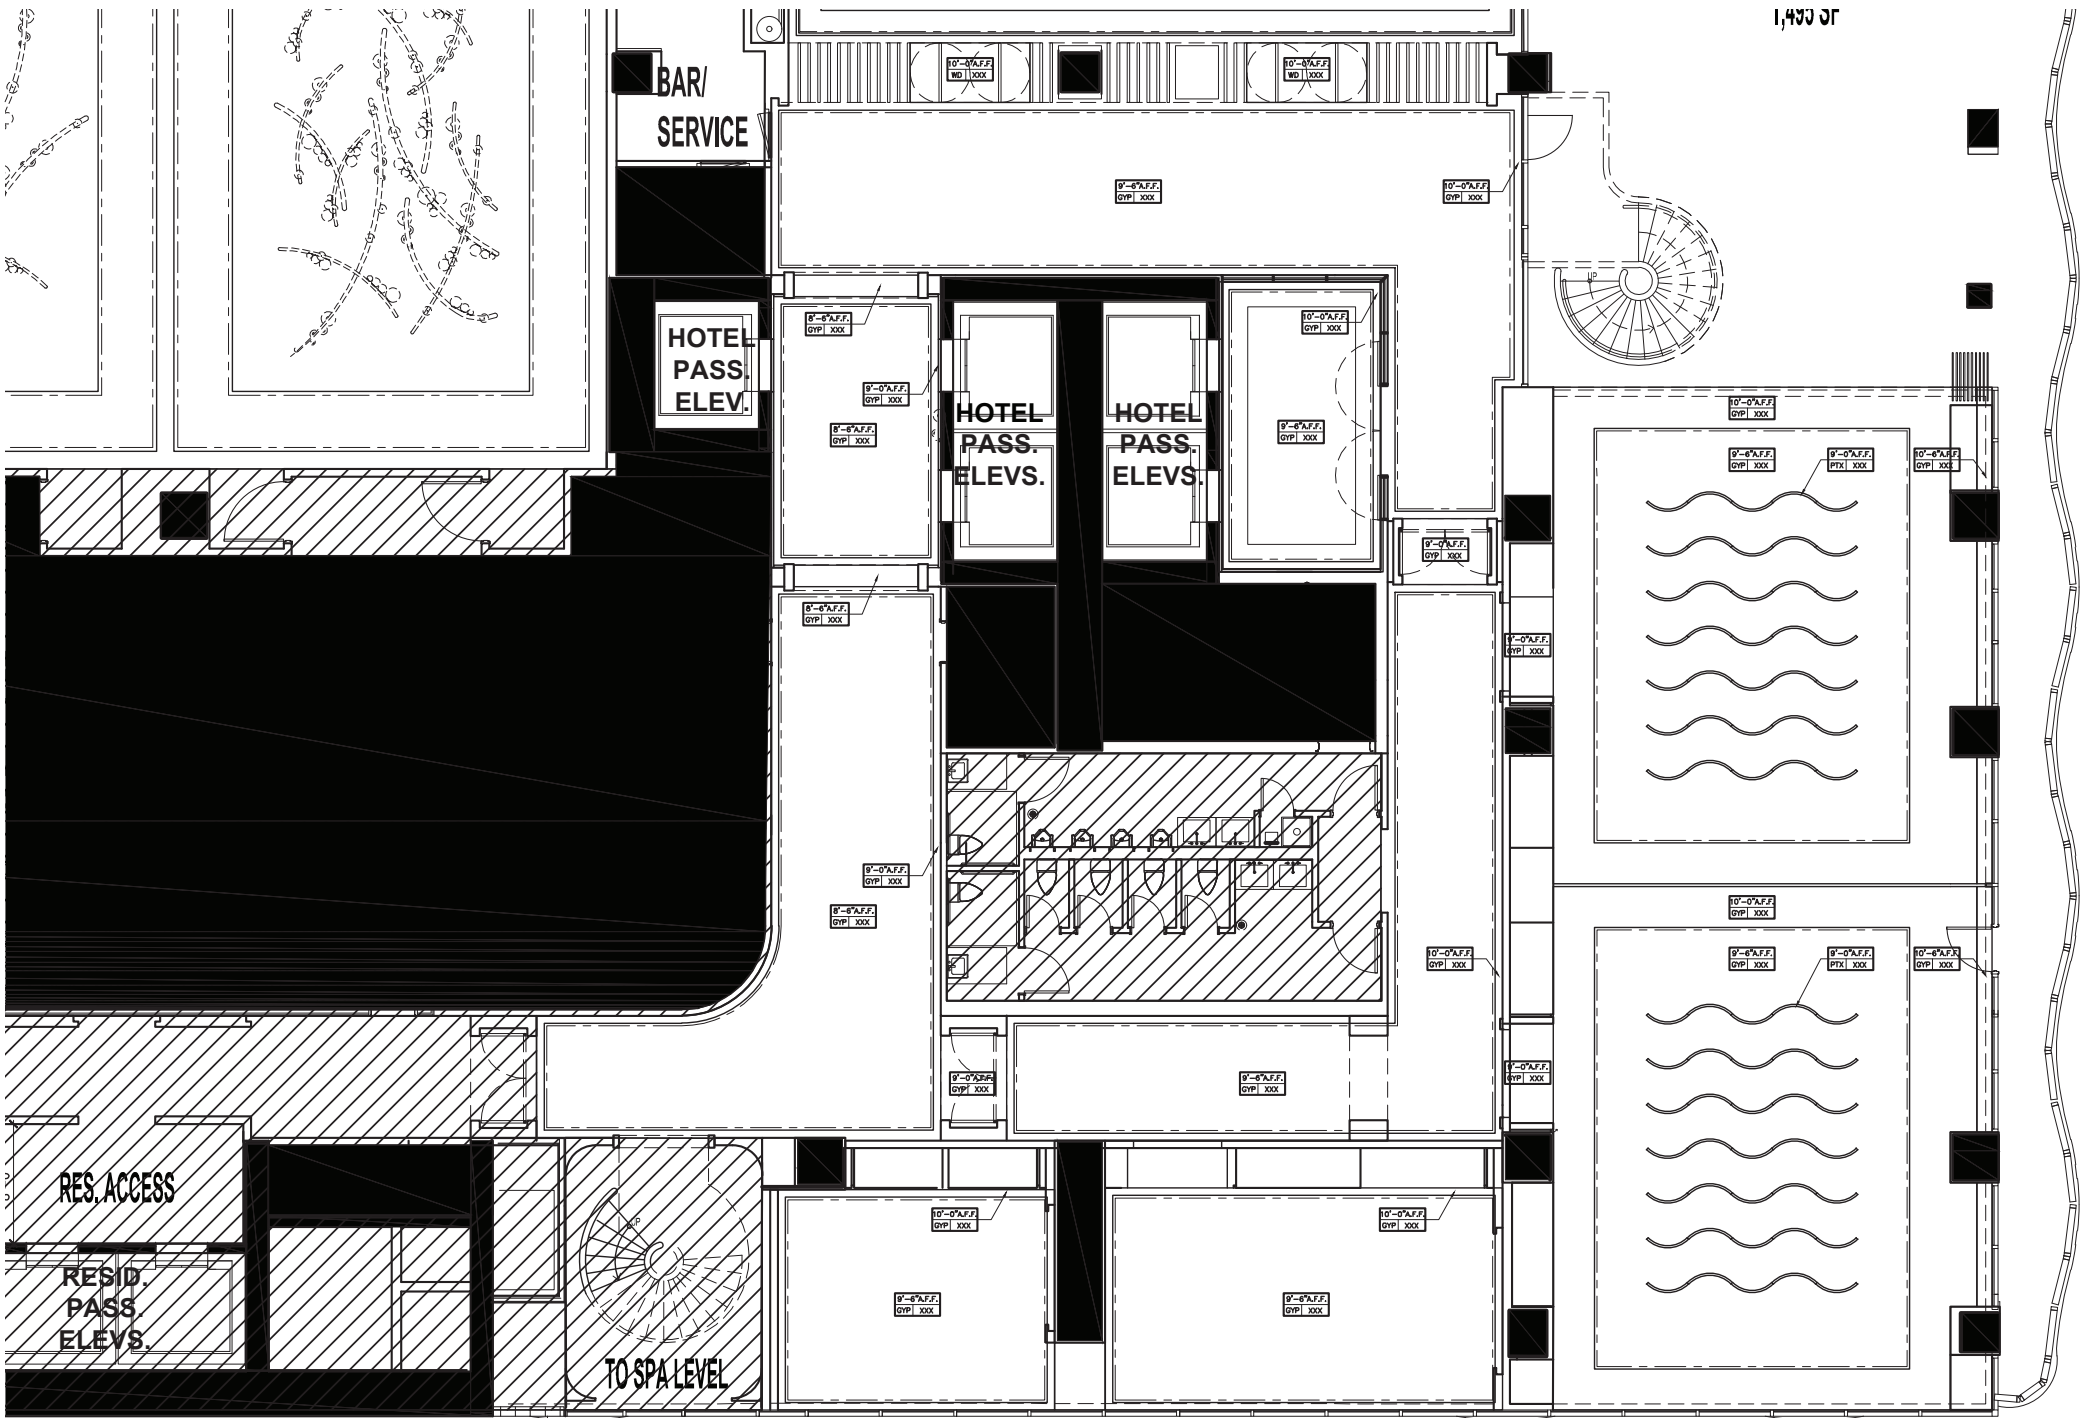 1,495 SF
10'-0"A.F.F.
WD XXX
10'-0"A.F.F.
WD XXX
BAR/
SERVICE
9'-6"A.F.F.
GYP XXX
10'-0"A.F.F.
GYP XXX
UP
8'-6"A.F.F.
GYP XXX
10'-0"A.F.F.
GYP XXX
HOTEL
PASS.
ELEV.
9'-0"A.F.F.
GYP XXX
8'-6"A.F.F.
GYP XXX
HOTEL
PASS.
ELEVS.
HOTEL
PASS.
ELEVS.
9'-6"A.F.F.
GYP XXX
10'-0"A.F.F.
GYP XXX
9'-6"A.F.F.
GYP XXX
9'-0"A.F.F.
PTX XXX
10'-6"A.F.F.
GYP XXX
9'-0"A.F.F.
GYP XXX
8'-6"A.F.F.
GYP XXX
9'-0"A.F.F.
GYP XXX
9'-0"A.F.F.
GYP XXX
8'-6"A.F.F.
GYP XXX
10'-0"A.F.F.
GYP XXX
10'-0"A.F.F.
GYP XXX
9'-6"A.F.F.
GYP XXX
9'-0"A.F.F.
PTX XXX
10'-6"A.F.F.
GYP XXX
9'-0"A.F.F.
GYP XXX
9'-6"A.F.F.
GYP XXX
9'-0"A.F.F.
GYP XXX
RES. ACCESS
10'-0"A.F.F.
GYP XXX
10'-0"A.F.F.
GYP XXX
UP
RESID.
PASS.
ELEVS.
9'-6"A.F.F.
GYP XXX
9'-6"A.F.F.
GYP XXX
TO SPA LEVEL